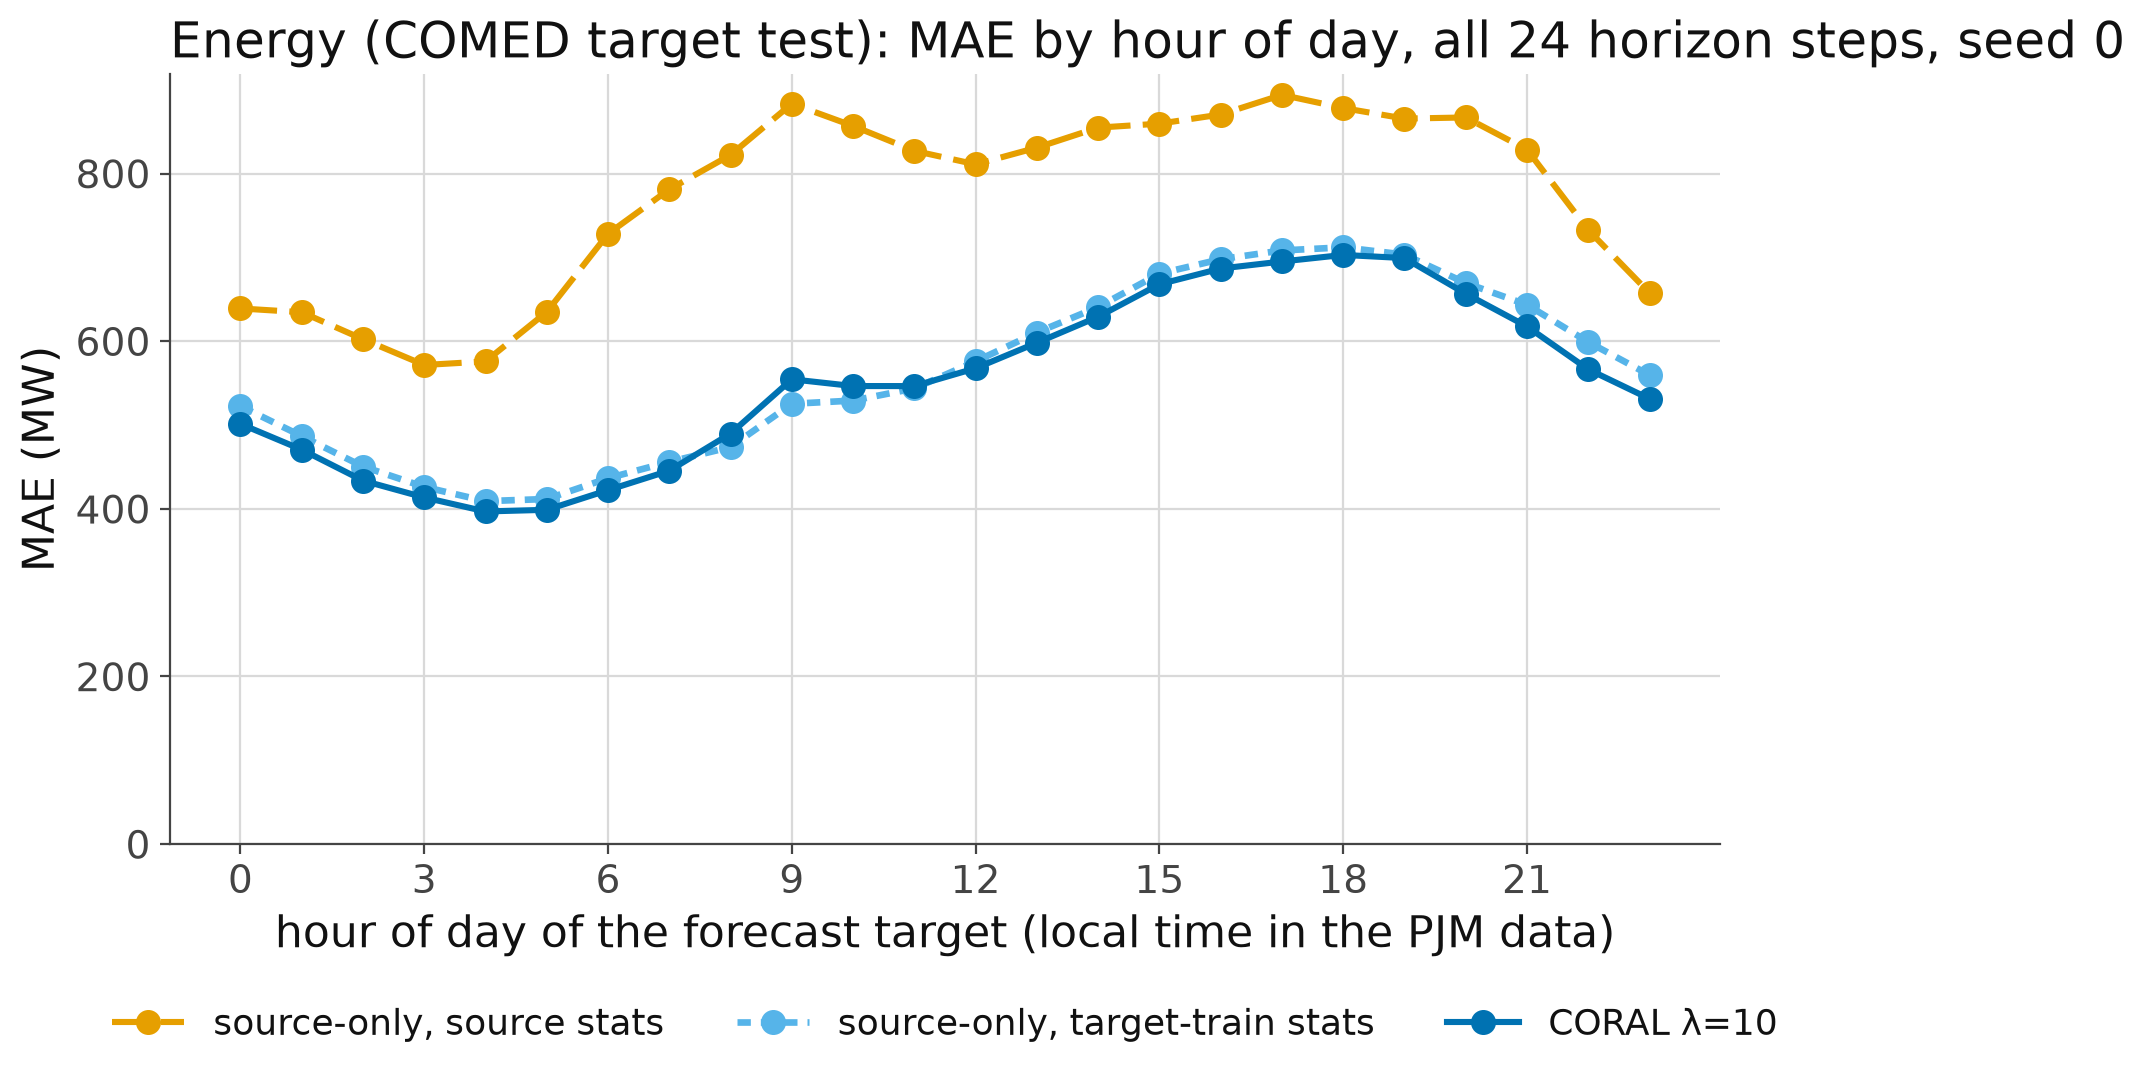 Energy (COMED target test): MAE by hour of day, all 24 horizon steps, seed 0
MAE (MW)
800
600
400
200
0
0 3 6 9 12 15 18 21
hour of day of the forecast target (local time in the PJM data)
source-only, source stats source-only, target-train stats CORAL λ=10